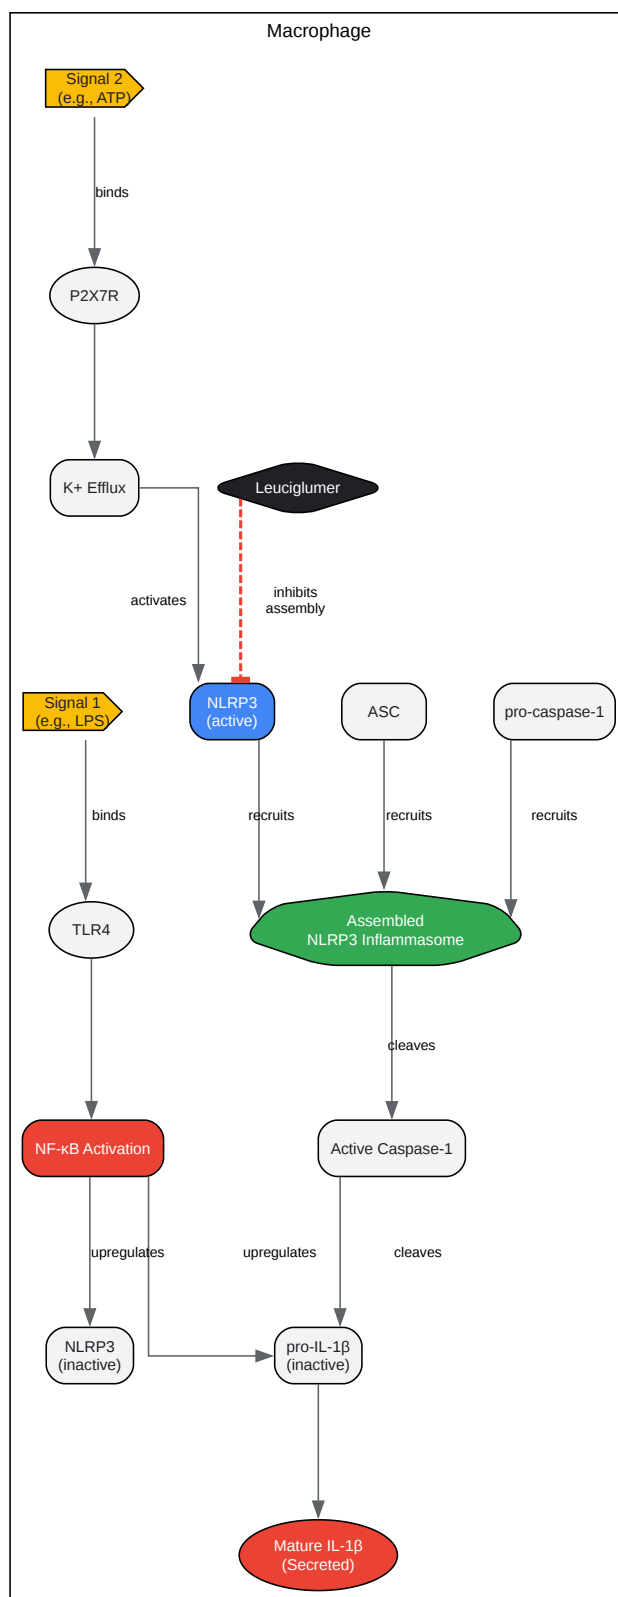 Macrophage
Signal 2
(e.g., ATP)
binds
P2X7R
K+ Efflux
Leuciglumer
activates
inhibits
assembly
Signal 1
(e.g., LPS)
NLRP3
(active)
ASC
pro-caspase-1
binds
recruits
recruits
recruits
TLR4
Assembled
NLRP3 Inflammasome
cleaves
NF-κB Activation
Active Caspase-1
upregulates
upregulates
cleaves
NLRP3
(inactive)
pro-IL-1β
(inactive)
Mature IL-1β
(Secreted)